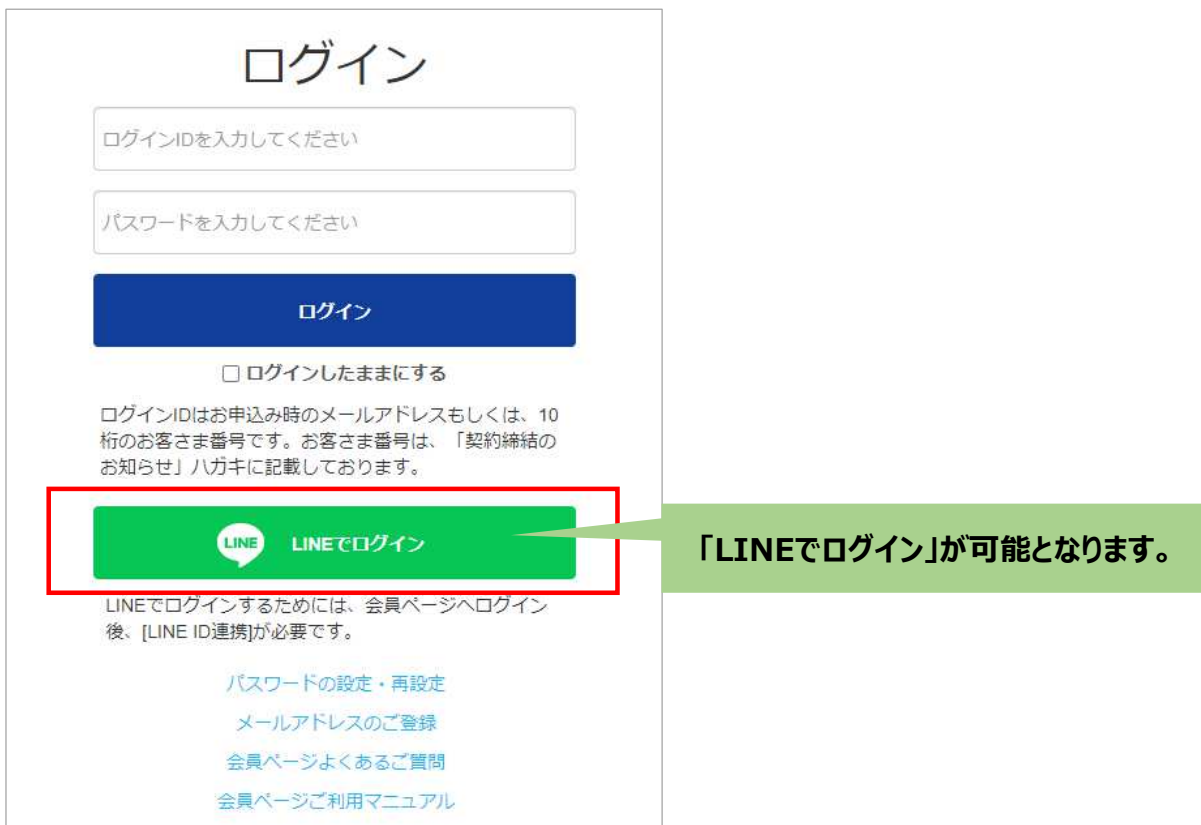 ログイン
ログインIDを入力してください
パスワードを入力してください
ログイン
ログインしたままにする
ログインIDはお申込み時のメールアドレスもしくは、10
桁のお客さま番号です。お客さま番号は、「契約締結の
お知らせ」ハガキに記載しております。
LINE LINEでログイン
「LINEでログイン」が可能となります。
LINEでログインするためには、会員ページへログイン
後、[LINE ID連携]が必要です。
パスワードの設定・再設定
メールアドレスのご登録
会員ページよくあるご質問
会員ページご利用マニュアル